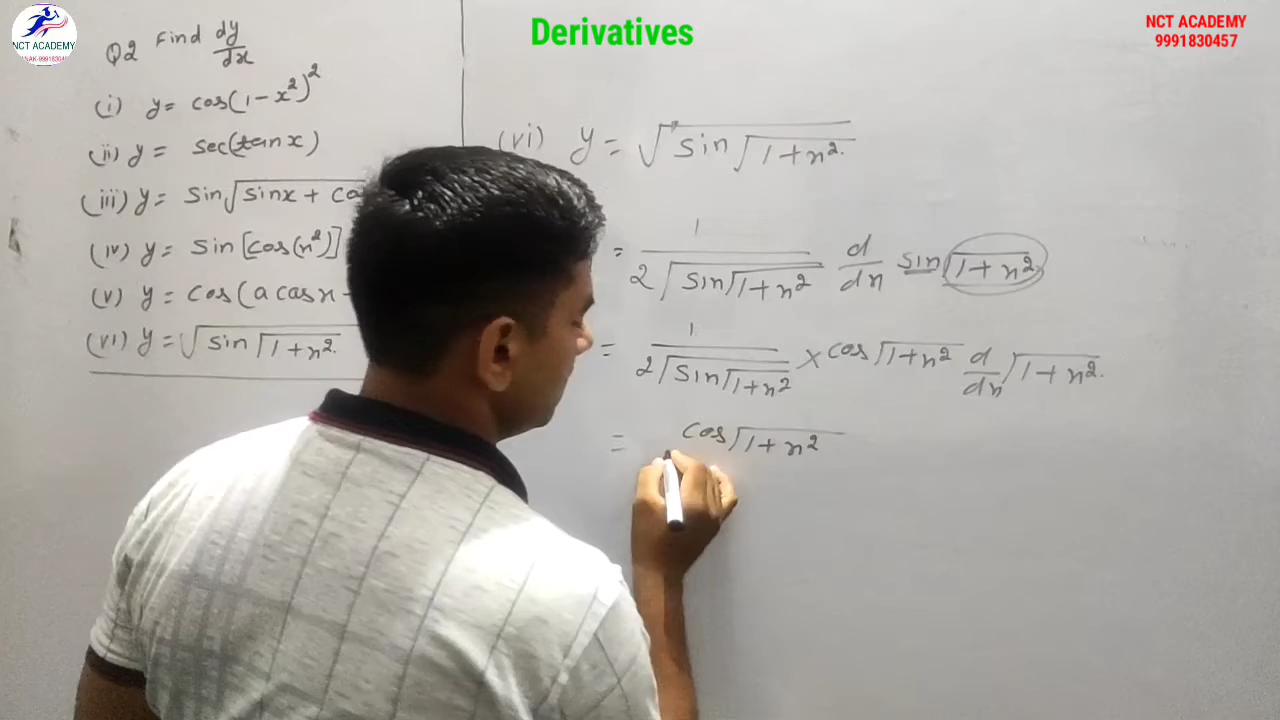 NCT ACADEMY
Derivatives
NCT ACADEMY
9991830457
Q2 Find dy/dx
(i) y = cos(1-x²)²
(ii) y = sec(tan x)
(iii) y = Sin√(sinx +
(iv) y = Sin[cos(x²)]
(v) y = Cos(a cos x
(vi) y = √(sin√(1+x²))
(vi) y = √(sin√(1+x²))
= 1/(2√(sin√(1+x²))) d/dx sin√(1+x²)
= 1/(2√(sin√(1+x²))) × cos√(1+x²) d/dx √(1+x²)
= cos√(1+x²)